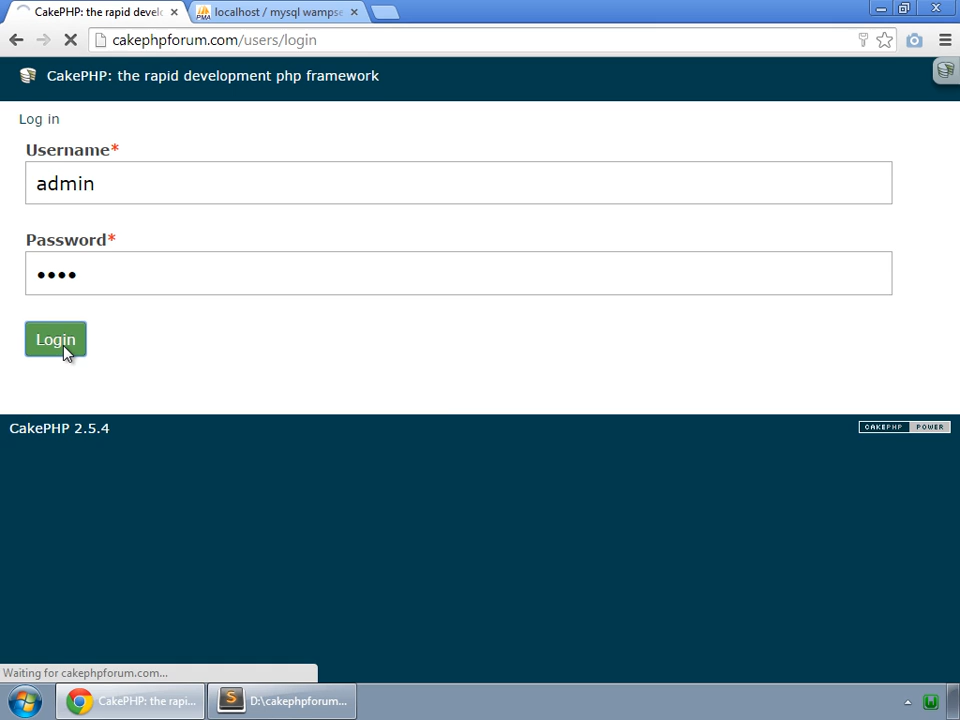 CakePHP: the rapid devel
localhost / mysql wampse
cakephpforum.com/users/login
CakePHP: the rapid development php framework
Log in
Username*
admin
Password*
••••
Login
CakePHP 2.5.4
CAKEPHP POWER
Waiting for cakephpforum.com...
CakePHP: the rapi...
D:\cakephpforum...